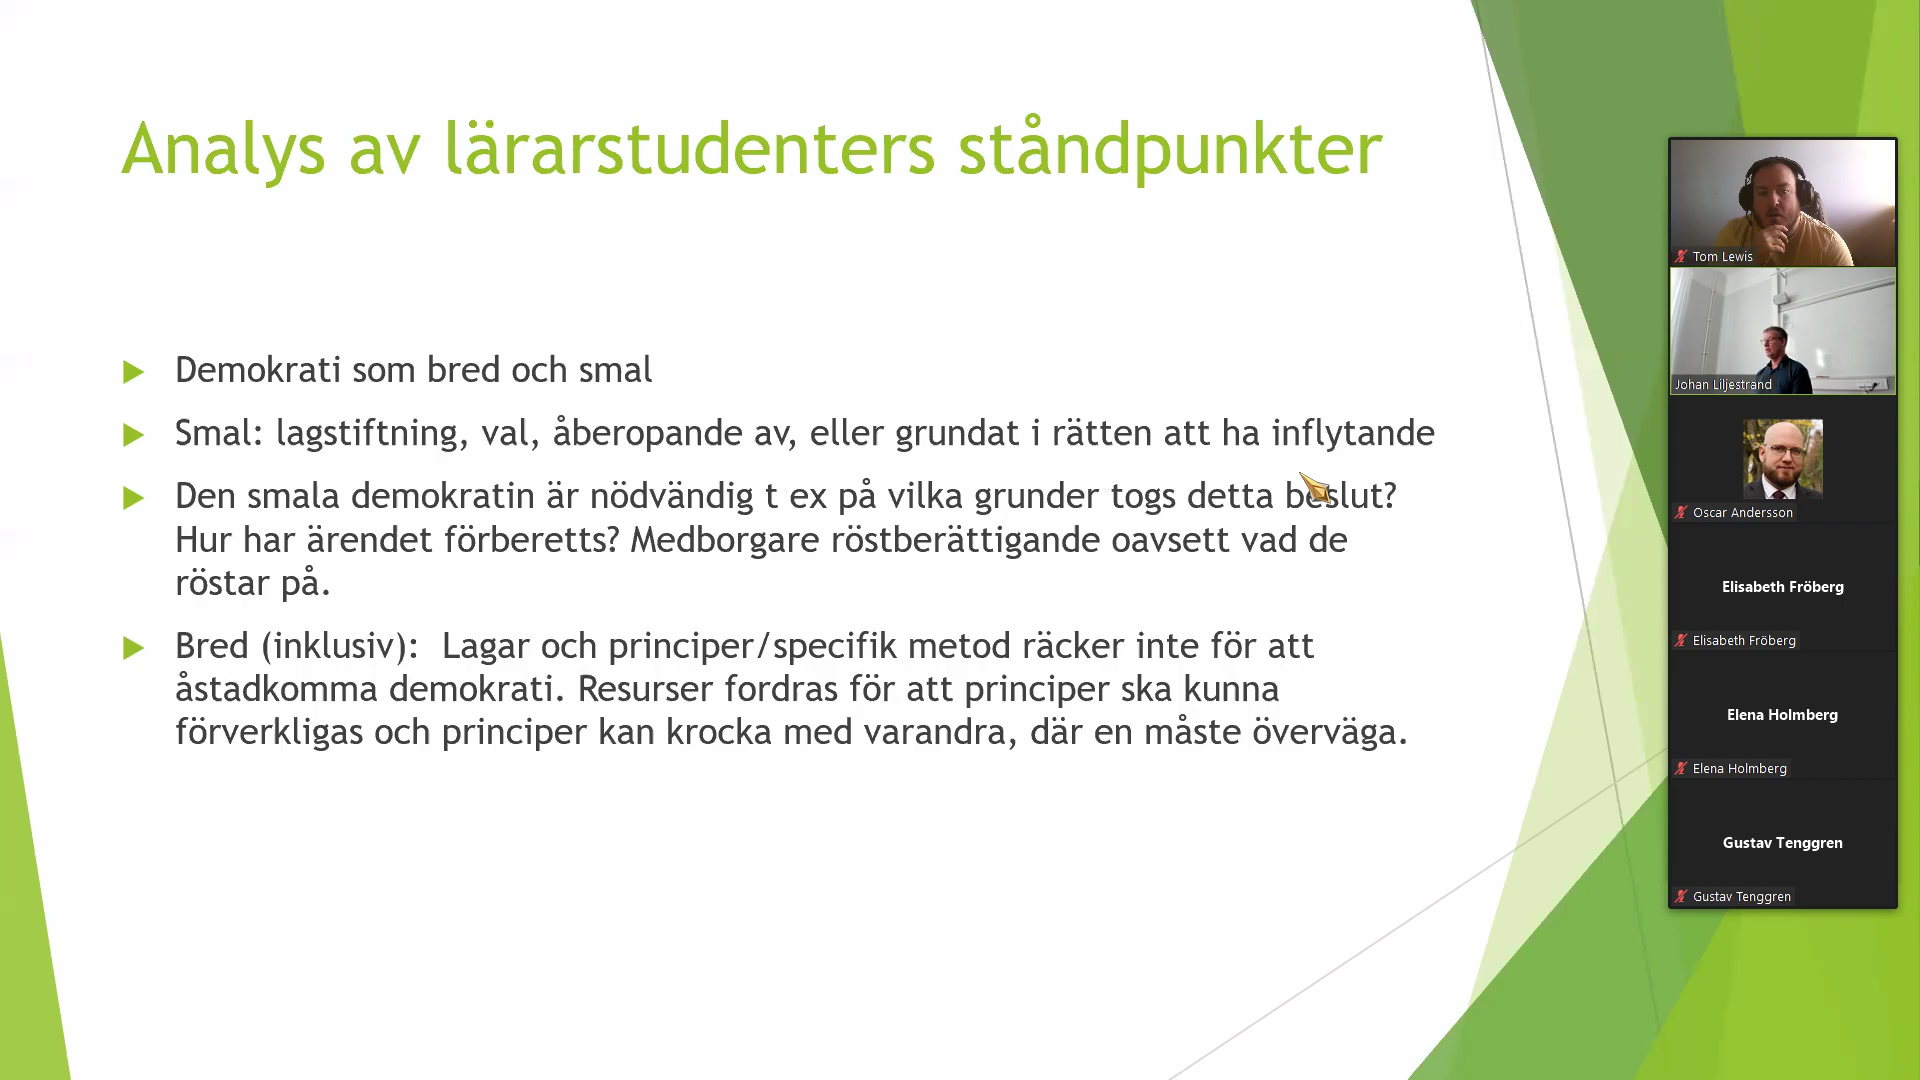 Analys av lärarstudenters ståndpunkter
Demokrati som bred och smal
Smal: lagstiftning, val, åberopande av, eller grundat i rätten att ha inflytande
Den smala demokratin är nödvändig t ex på vilka grunder togs detta beslut?
Hur har ärendet förberetts? Medborgare röstberättigande oavsett vad de
röstar på.
Bred (inklusiv):  Lagar och principer/specifik metod räcker inte för att
åstadkomma demokrati. Resurser fordras för att principer ska kunna
förverkligas och principer kan krocka med varandra, där en måste överväga.
Tom Lewis
Johan Liljestrand
Oscar Andersson
Elisabeth Fröberg
Elisabeth Fröberg
Elena Holmberg
Elena Holmberg
Gustav Tenggren
Gustav Tenggren